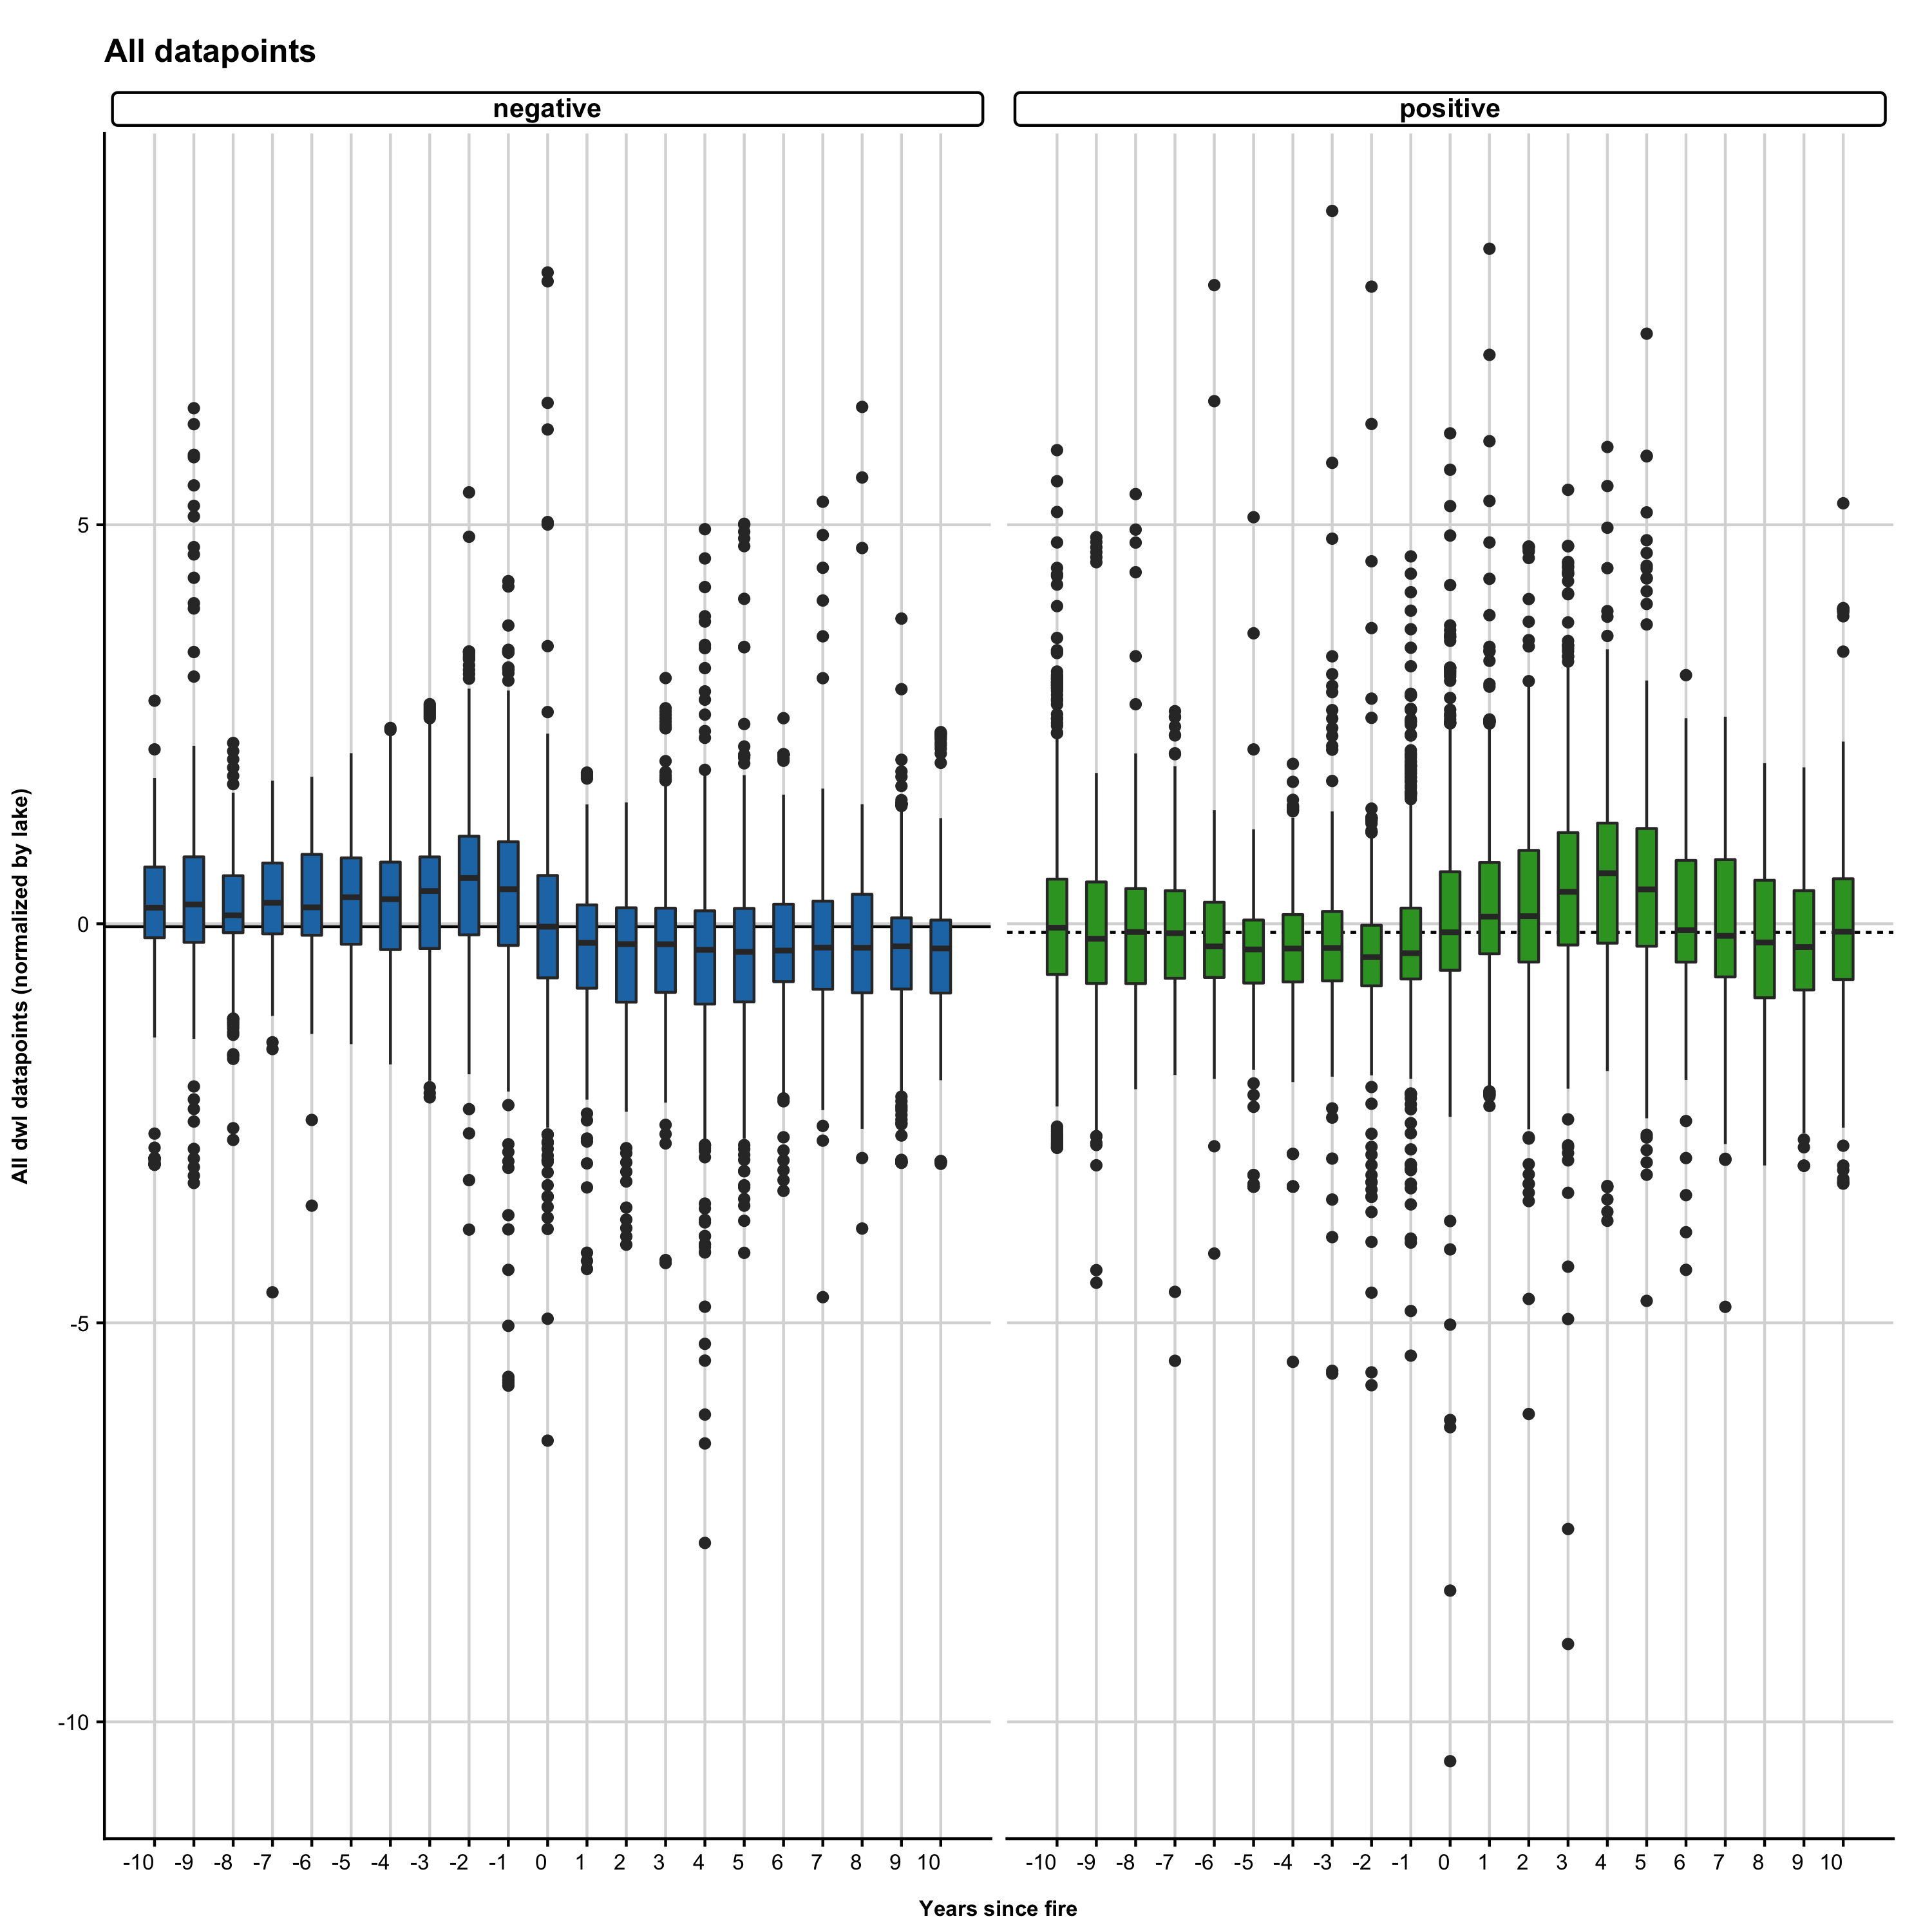 All datapoints
negative
positive
5
0
-5
-10
All dwl datapoints (normalized by lake)
-10 -9 -8 -7 -6 -5 -4 -3 -2 -1 0 1 2 3 4 5 6 7 8 9 10
-10 -9 -8 -7 -6 -5 -4 -3 -2 -1 0 1 2 3 4 5 6 7 8 9 10
Years since fire